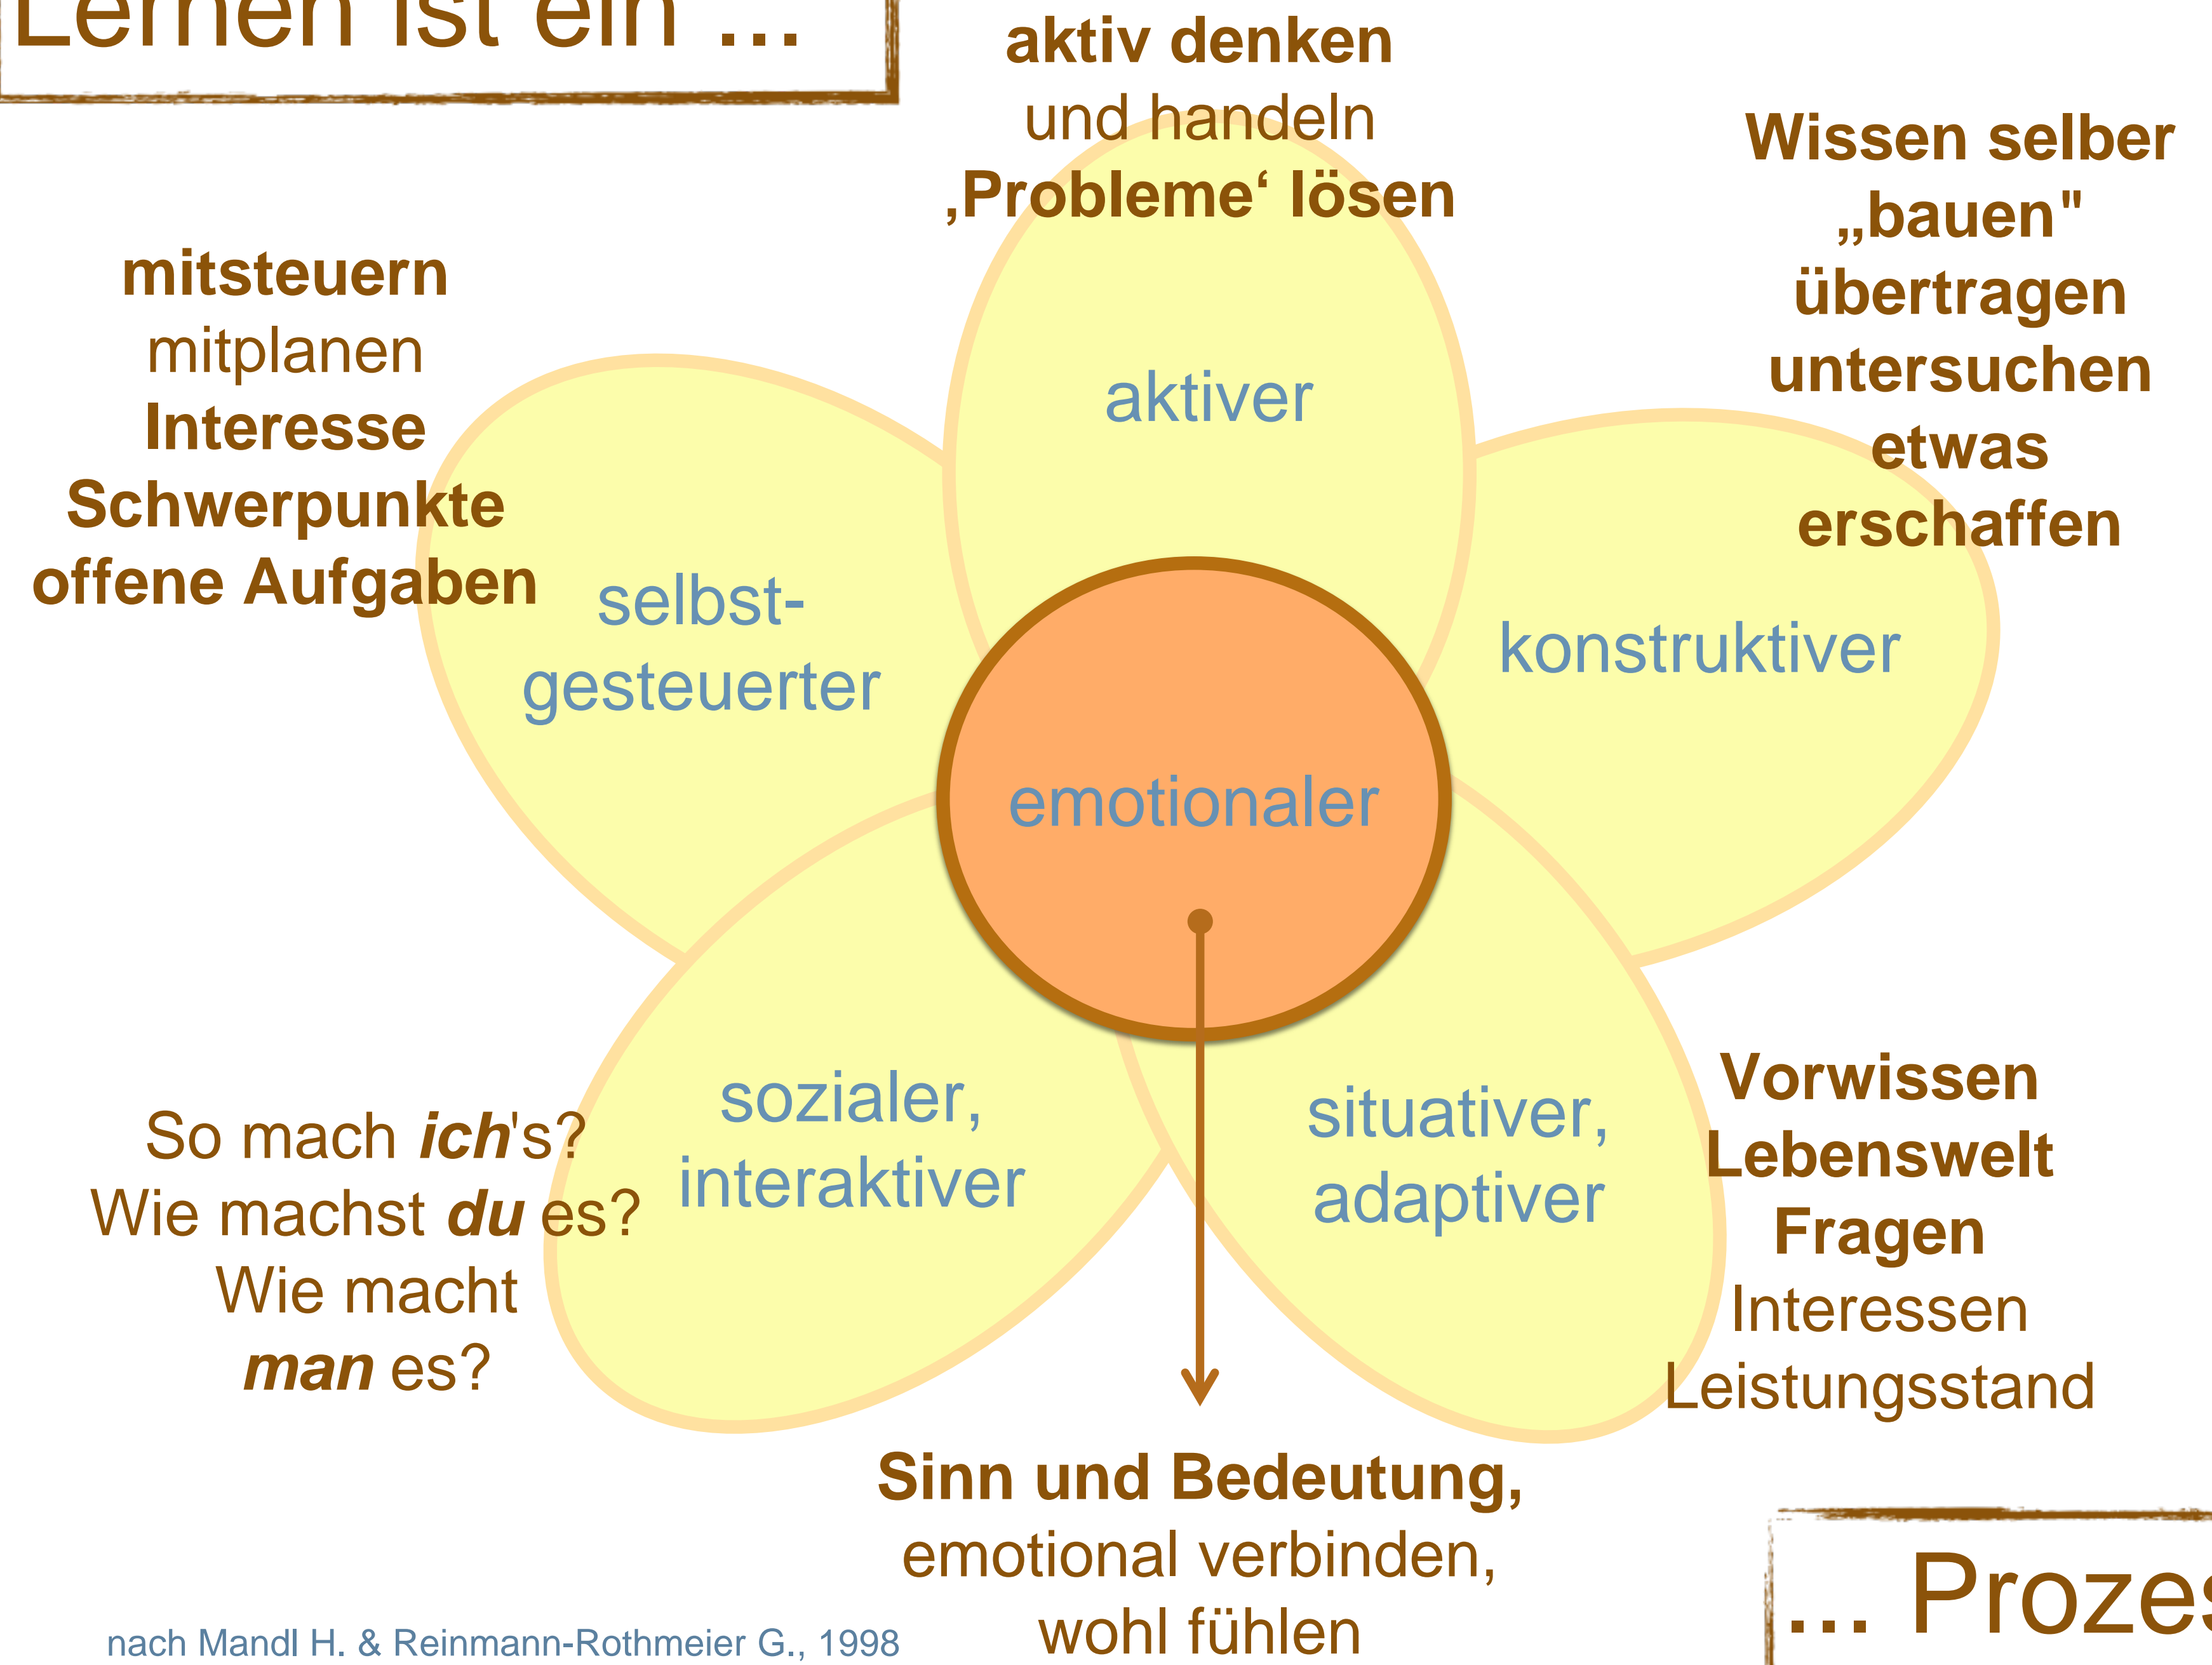 Lernen ist ein ...
aktiv denken
und handeln
‚Probleme‘ lösen
Wissen selber
„bauen"
übertragen
untersuchen
etwas
erschaffen
mitsteuern
mitplanen
Interesse
Schwerpunkte
offene Aufgaben
aktiver
selbst-
gesteuerter
konstruktiver
emotionaler
sozialer,
interaktiver
situativer,
adaptiver
So mach ich's?
Wie machst du es?
Wie macht
man es?
Vorwissen
Lebenswelt
Fragen
Interessen
Leistungsstand
Sinn und Bedeutung,
emotional verbinden,
wohl fühlen
... Prozes
nach Mandl H. & Reinmann-Rothmeier G., 1998